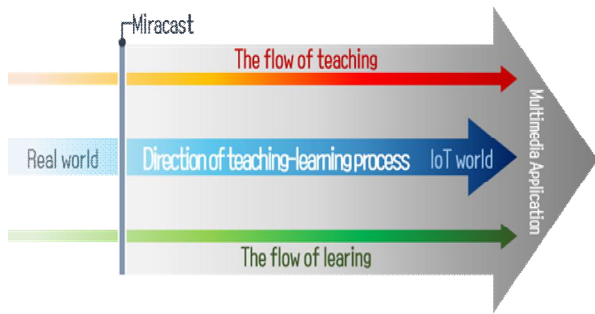 Miracast
The flow of teaching
Real world
Direction of teaching-learning process
IoT world
Multimedia Application
The flow of learing